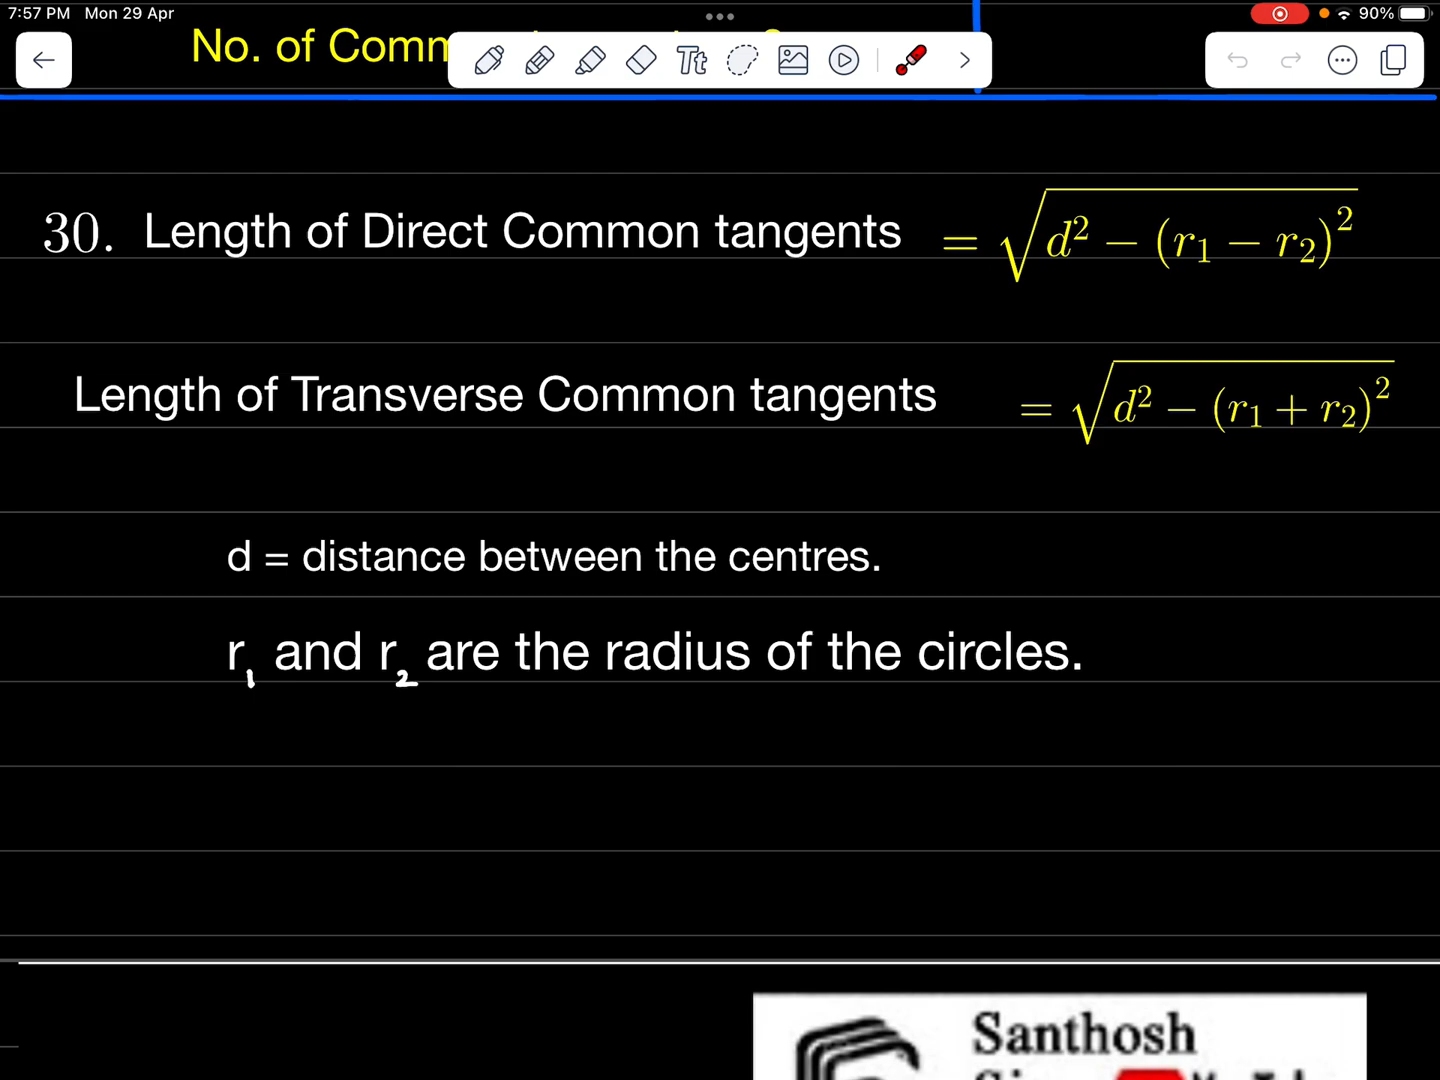 7:57 PM Mon 29 Apr
90%
No. of Comm
Tt
30. Length of Direct Common tangents = √(d² − (r₁ − r₂)²)
Length of Transverse Common tangents = √(d² − (r₁ + r₂)²)
d = distance between the centres.
r₁ and r₂ are the radius of the circles.
Santhosh